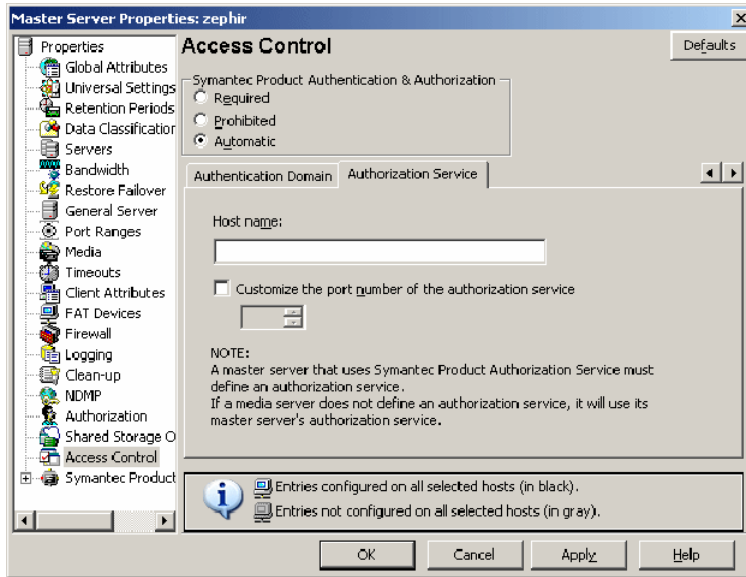 Master Server Properties: zephir
Properties
Global Attributes
Universal Settings
Retention Periods
Data Classification
Servers
Bandwidth
Restore Failover
General Server
Port Ranges
Media
Timeouts
Client Attributes
FAT Devices
Firewall
Logging
Clean-up
NDMP
Authorization
Shared Storage O
Access Control
Symantec Product
Access Control
Defaults
Symantec Product Authentication & Authorization
Required
Prohibited
Automatic
Authentication Domain
Authorization Service
Host name:
Customize the port number of the authorization service
NOTE:
A master server that uses Symantec Product Authorization Service must
define an authorization service.
If a media server does not define an authorization service, it will use its
master server's authorization service.
Entries configured on all selected hosts (in black).
Entries not configured on all selected hosts (in gray).
OK
Cancel
Apply
Help